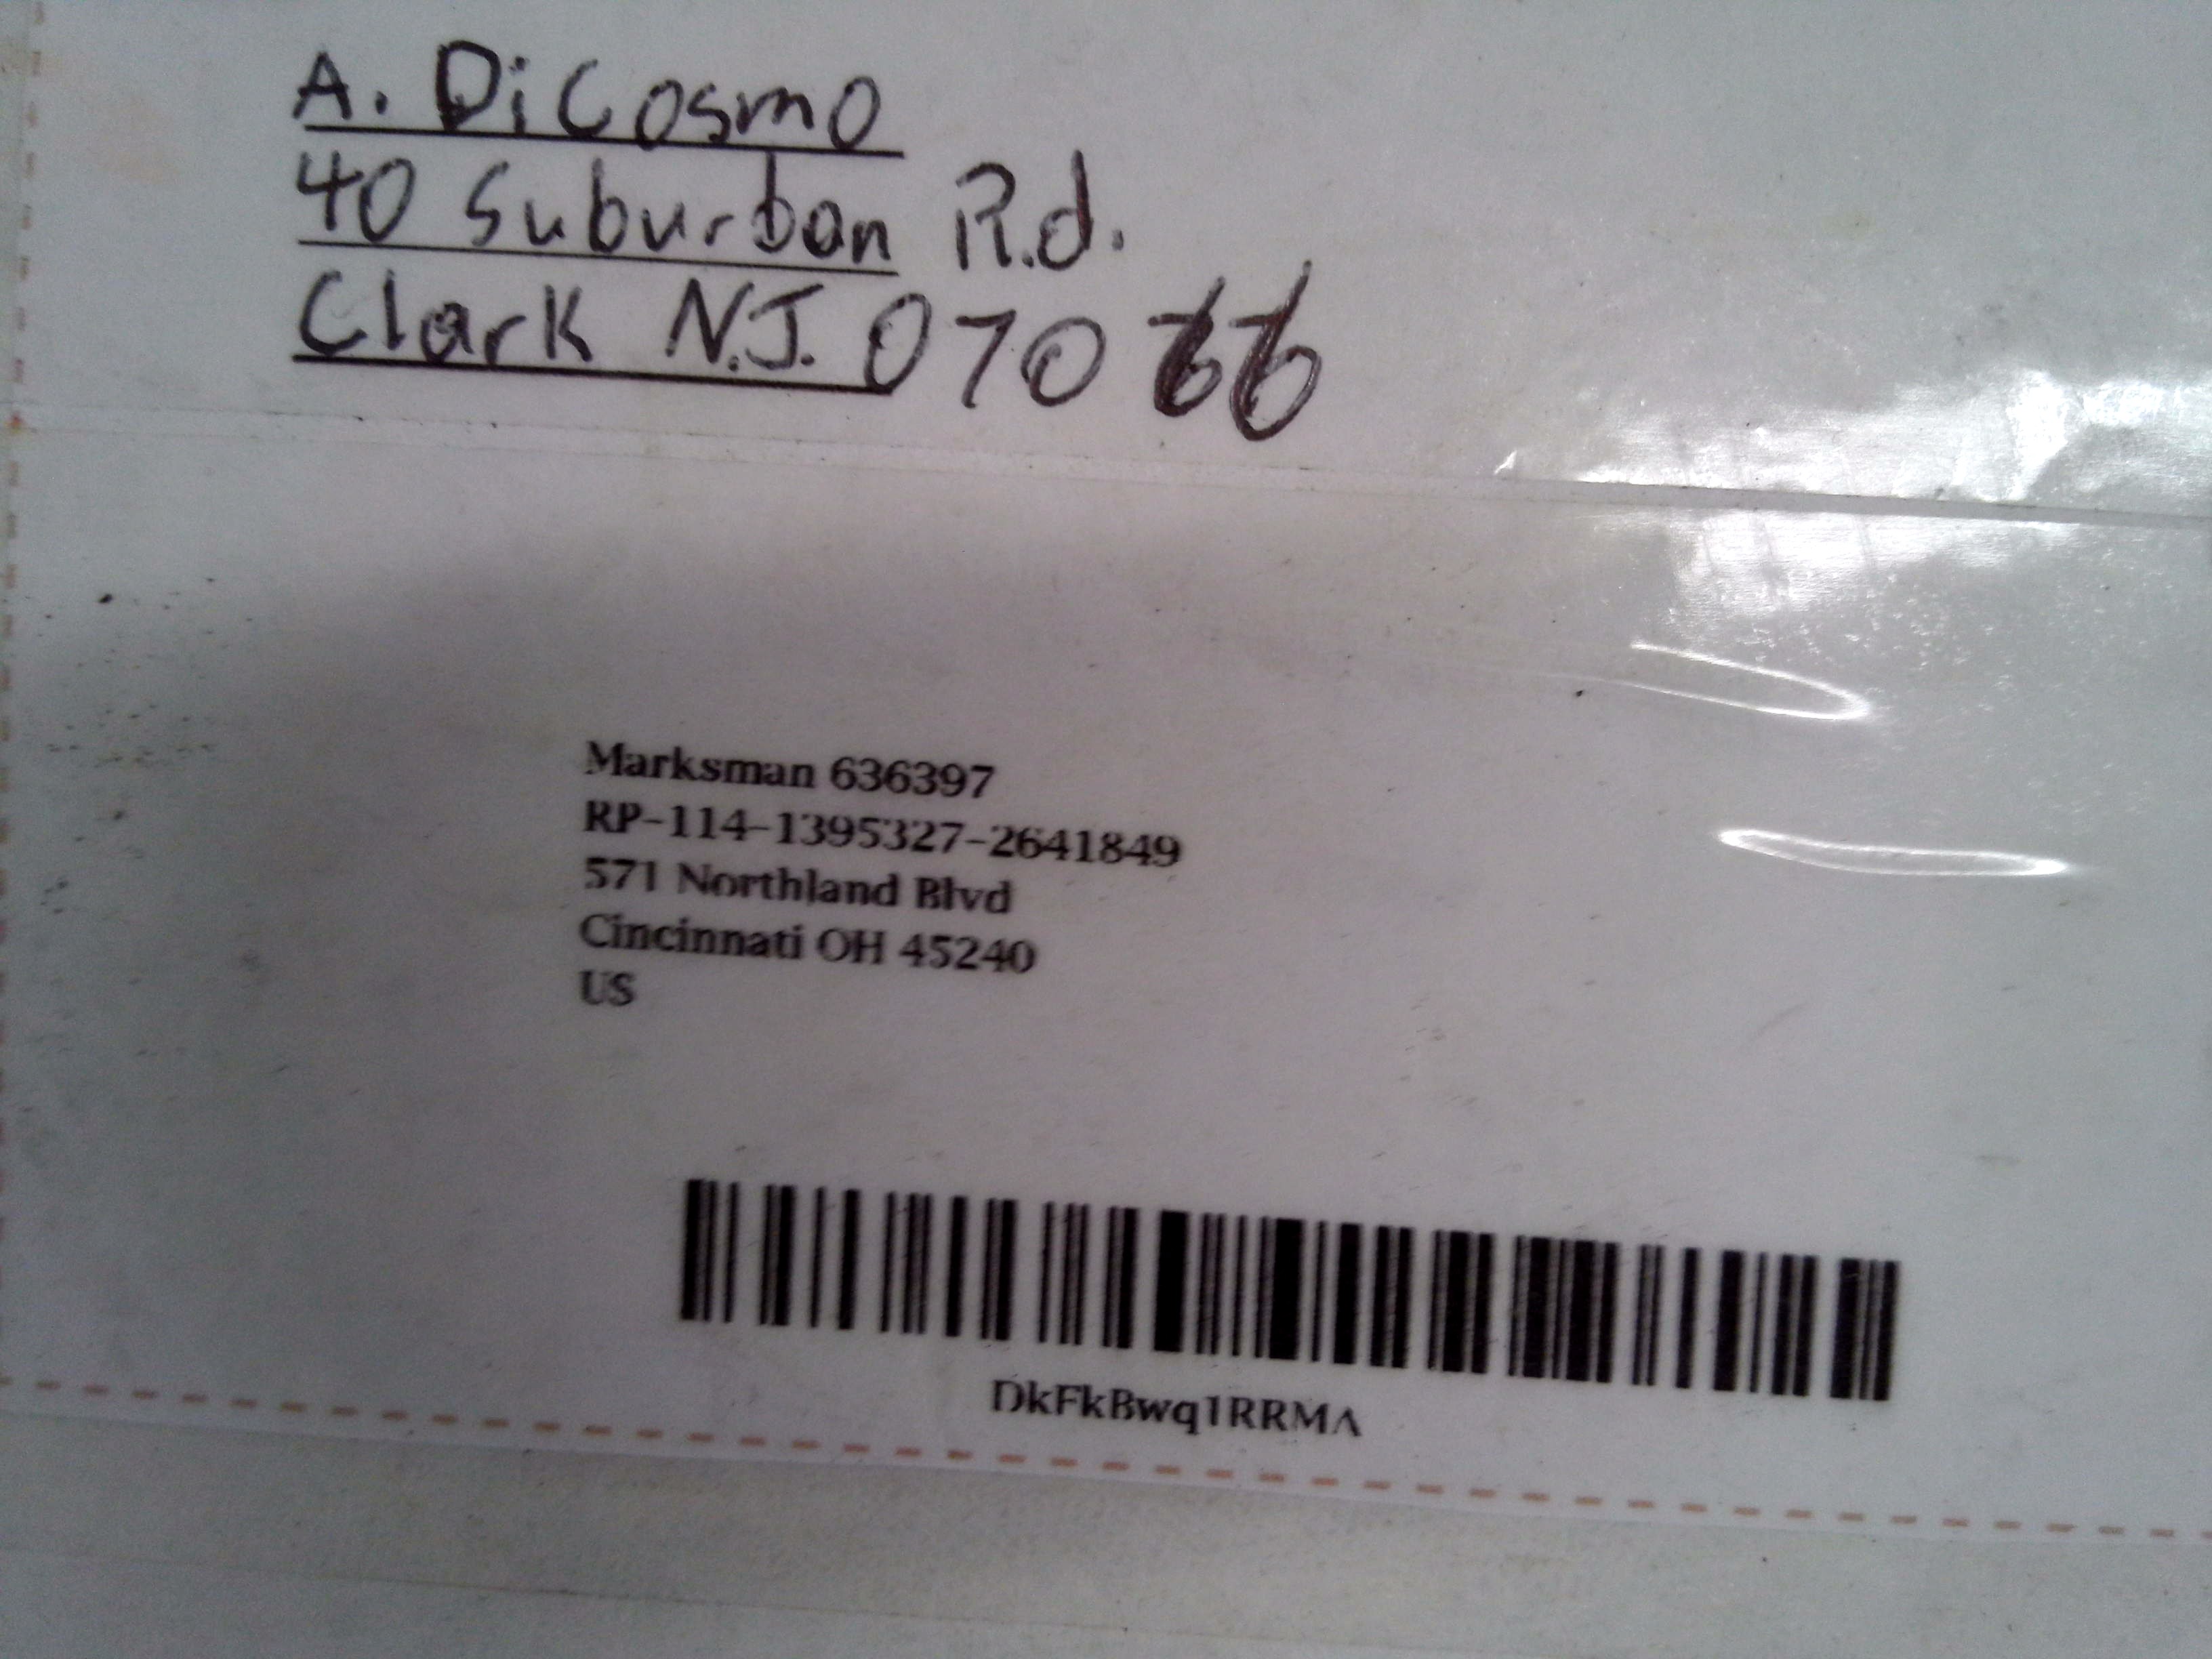 A. DiCosmo
40 Suburban R.d.
Clark N.J. 07066
Marksman 636397
RP-114-1395327-2641849
571 Northland Blvd
Cincinnati OH 45240
US
DkFkBwq1RRMA